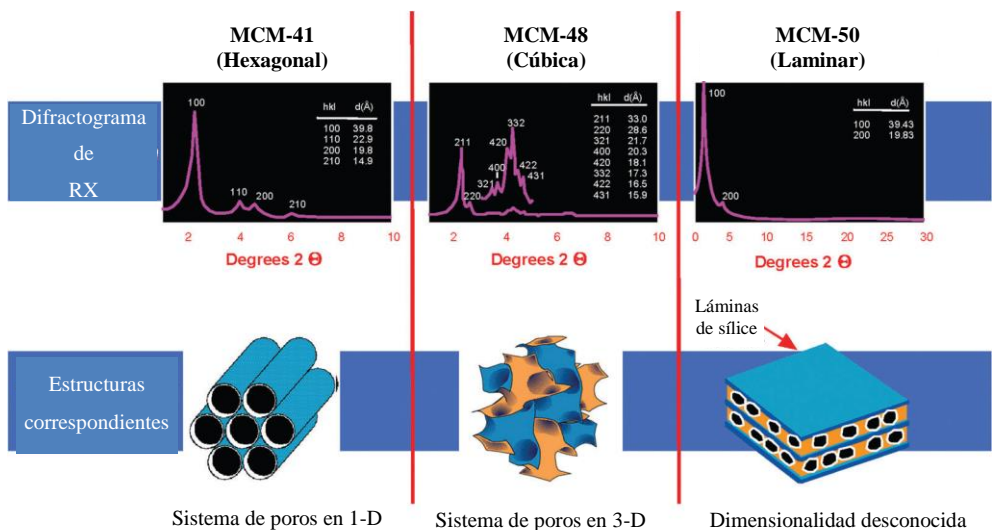 MCM-41
(Hexagonal)
MCM-48
(Cúbica)
MCM-50
(Laminar)
Difractograma
de
RX
100
110
200
210
hkl d(Å)
100 39.8
110 22.9
200 19.8
210 14.9
2 4 6 8 10
Degrees 2 Θ
211
220
321
400
420
332
422
431
hkl d(Å)
211 33.0
220 28.6
321 21.7
400 20.3
420 18.1
332 17.3
422 16.5
431 15.9
2 4 6 8 10
Degrees 2 Θ
100
200
hkl d(Å)
100 39.43
200 19.83
0 5 10 15 20 25 30
Degrees 2 Θ
Estructuras
correspondientes
Láminas
de sílice
Sistema de poros en 1-D
Sistema de poros en 3-D
Dimensionalidad desconocida